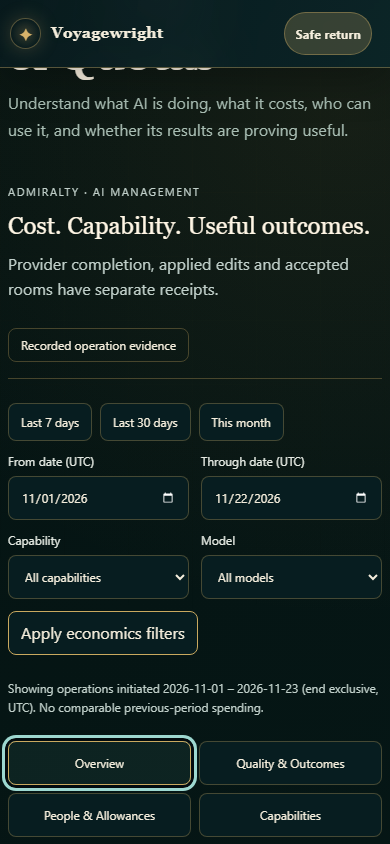 Voyagewright
Safe return
Understand what AI is doing, what it costs, who can
use it, and whether its results are proving useful.
ADMIRALTY · AI MANAGEMENT
Cost. Capability. Useful outcomes.
Provider completion, applied edits and accepted
rooms have separate receipts.
Recorded operation evidence
Last 7 days
Last 30 days
This month
From date (UTC)
Through date (UTC)
11/01/2026
11/22/2026
Capability
Model
All capabilities
All models
Apply economics filters
Showing operations initiated 2026-11-01 – 2026-11-23 (end exclusive,
UTC). No comparable previous-period spending.
Overview
Quality & Outcomes
People & Allowances
Capabilities